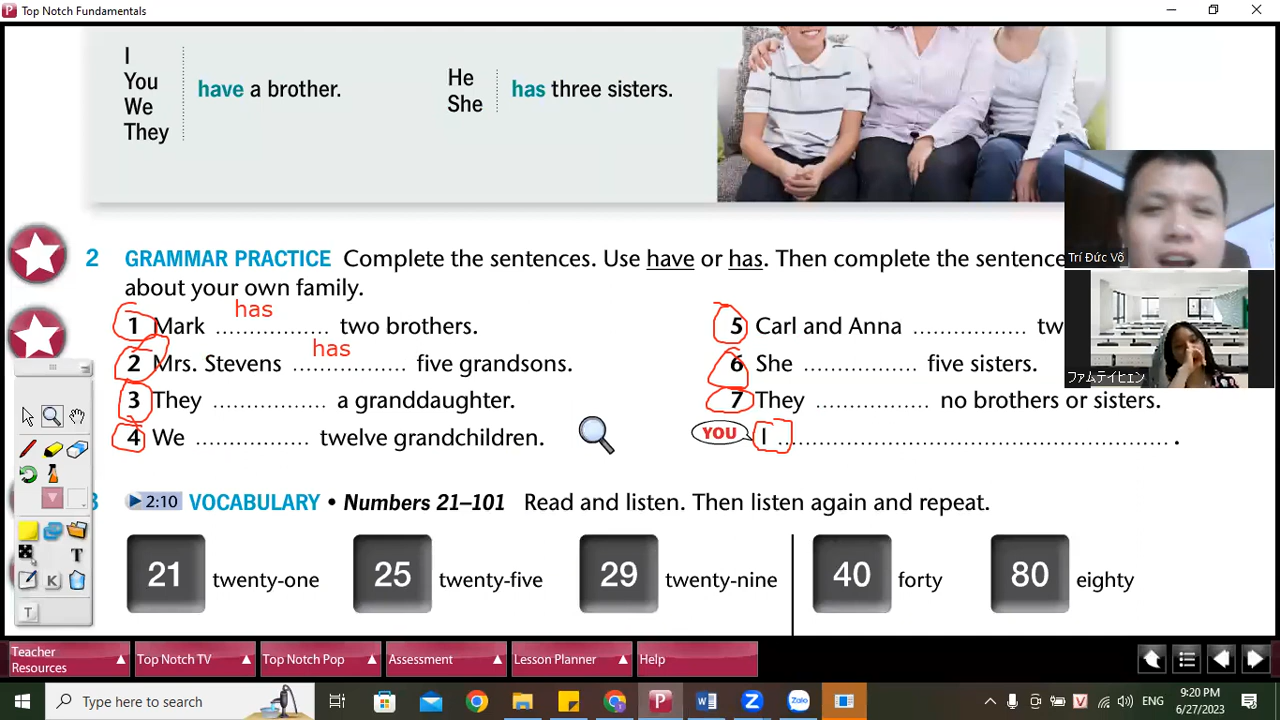 Top Notch Fundamentals
I
You
We
They
have a brother.
He
She
has three sisters.
2 GRAMMAR PRACTICE Complete the sentences. Use have or has. Then complete the sentence
about your own family.
1 Mark has ................... two brothers.
2 Mrs. Stevens has ................... five grandsons.
3 They ................... a granddaughter.
4 We ................... twelve grandchildren.
5 Carl and Anna ................... tw
6 She ................... five sisters.
7 They ................... no brothers or sisters.
YOU I ................................................................ .
Trí Đức Võ
ファムテイヒェン
3 2:10 VOCABULARY • Numbers 21–101 Read and listen. Then listen again and repeat.
21 twenty-one 25 twenty-five 29 twenty-nine 40 forty 80 eighty
T
K
T
Teacher Resources
Top Notch TV
Top Notch Pop
Assessment
Lesson Planner
Help
Type here to search
ENG
9:20 PM
6/27/2023